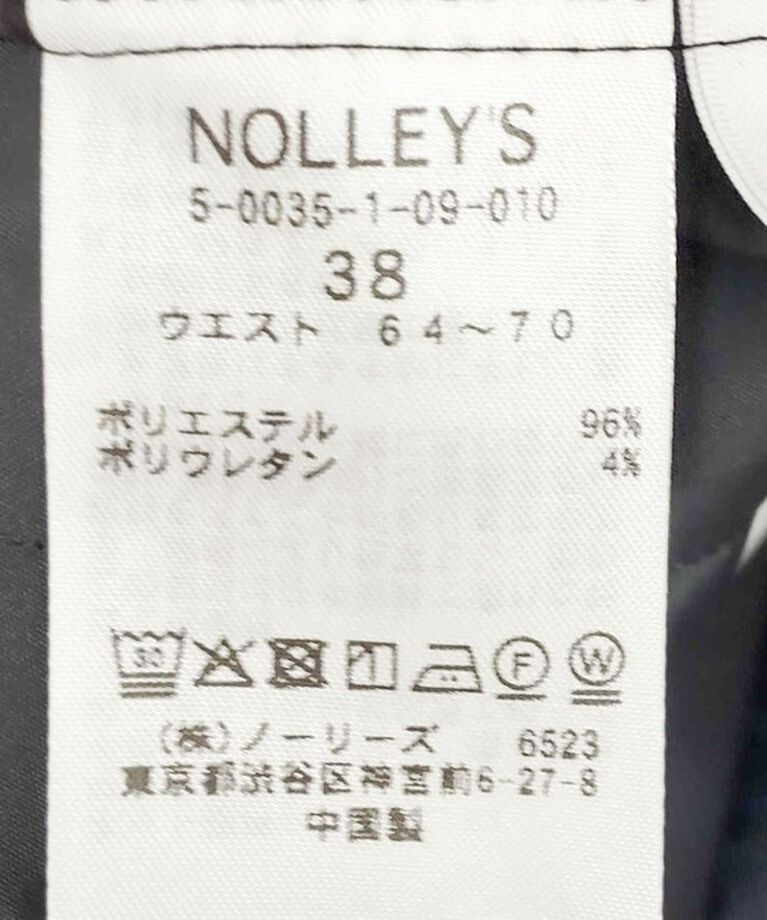 NOLLEY'S
5-0035-1-09-010
38
ウエスト 64～70
ポリエステル 96%
ポリウレタン 4%
30 F W
(株)ノーリーズ 6523
東京都渋谷区神宮前6-27-8
中国製